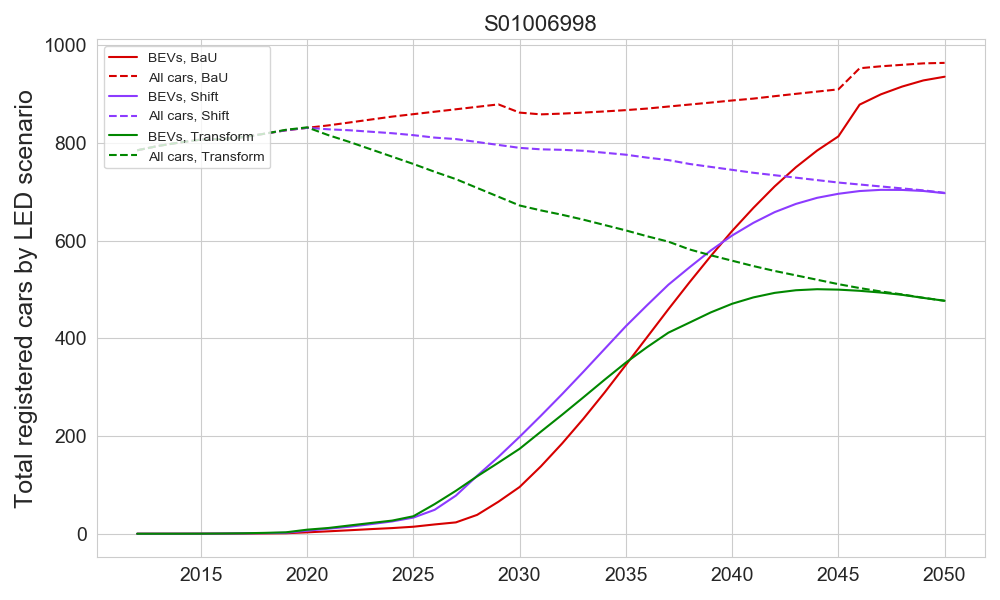 S01006998
Total registered cars by LED scenario
1000
800
600
400
200
0
BEVs, BaU
All cars, BaU
BEVs, Shift
All cars, Shift
BEVs, Transform
All cars, Transform
2015 2020 2025 2030 2035 2040 2045 2050